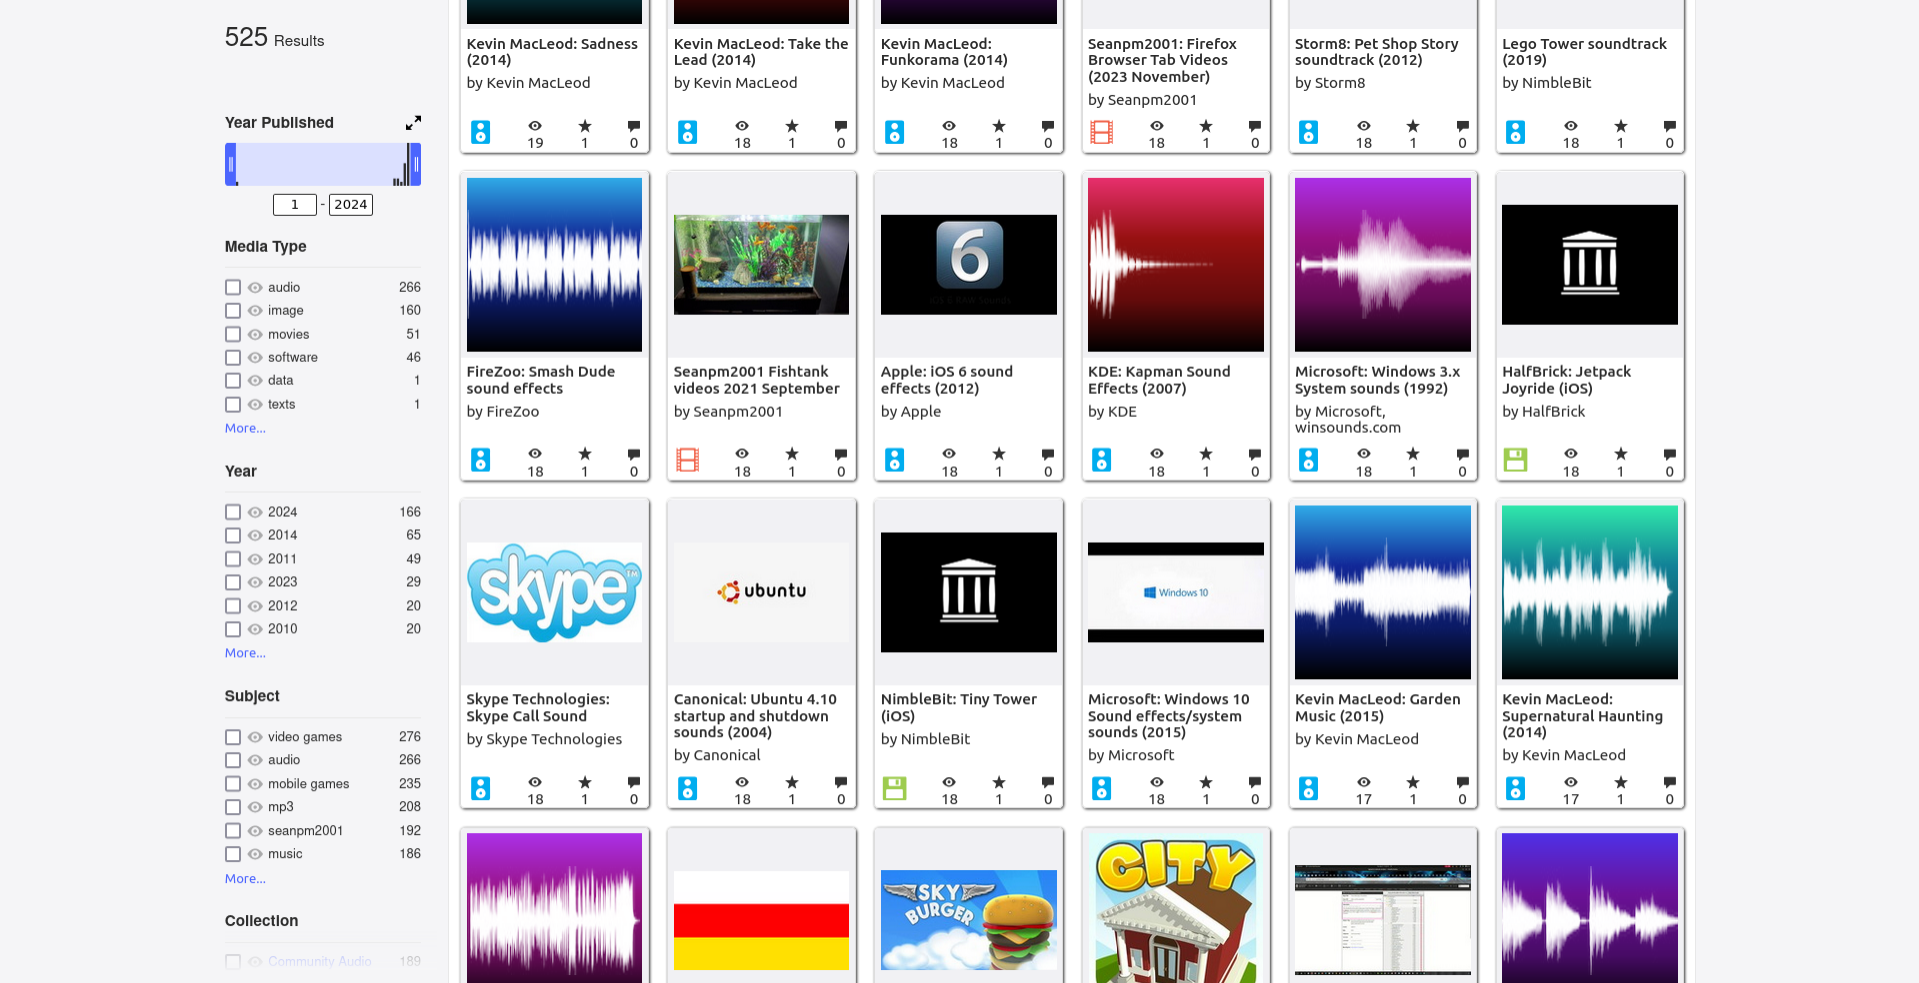 525 Results
Year Published
1 - 2024
Media Type
audio 266
image 160
movies 51
software 46
data 1
texts 1
More...
Year
2024 166
2014 65
2011 49
2023 29
2012 20
2010 20
More...
Subject
video games 276
audio 266
mobile games 235
mp3 208
seanpm2001 192
music 186
More...
Collection
Community Audio 189
Kevin MacLeod: Sadness
(2014)
by Kevin MacLeod
19 1 0
Kevin MacLeod: Take the
Lead (2014)
by Kevin MacLeod
18 1 0
Kevin MacLeod:
Funkorama (2014)
by Kevin MacLeod
18 1 0
Seanpm2001: Firefox
Browser Tab Videos
(2023 November)
by Seanpm2001
18 1 0
Storm8: Pet Shop Story
soundtrack (2012)
by Storm8
18 1 0
Lego Tower soundtrack
(2019)
by NimbleBit
18 1 0
FireZoo: Smash Dude
sound effects
by FireZoo
18 1 0
Seanpm2001 Fishtank
videos 2021 September
by Seanpm2001
18 1 0
6
Apple: iOS 6 sound
effects (2012)
by Apple
18 1 0
KDE: Kapman Sound
Effects (2007)
by KDE
18 1 0
Microsoft: Windows 3.x
System sounds (1992)
by Microsoft,
winsounds.com
18 1 0
HalfBrick: Jetpack
Joyride (iOS)
by HalfBrick
18 1 0
skype™
Skype Technologies:
Skype Call Sound
by Skype Technologies
18 1 0
ubuntu
Canonical: Ubuntu 4.10
startup and shutdown
sounds (2004)
by Canonical
18 1 0
NimbleBit: Tiny Tower
(iOS)
by NimbleBit
18 1 0
Windows 10
Microsoft: Windows 10
Sound effects/system
sounds (2015)
by Microsoft
18 1 0
Kevin MacLeod: Garden
Music (2015)
by Kevin MacLeod
17 1 0
Kevin MacLeod:
Supernatural Haunting
(2014)
by Kevin MacLeod
17 1 0
SKY
BURGER
CITY